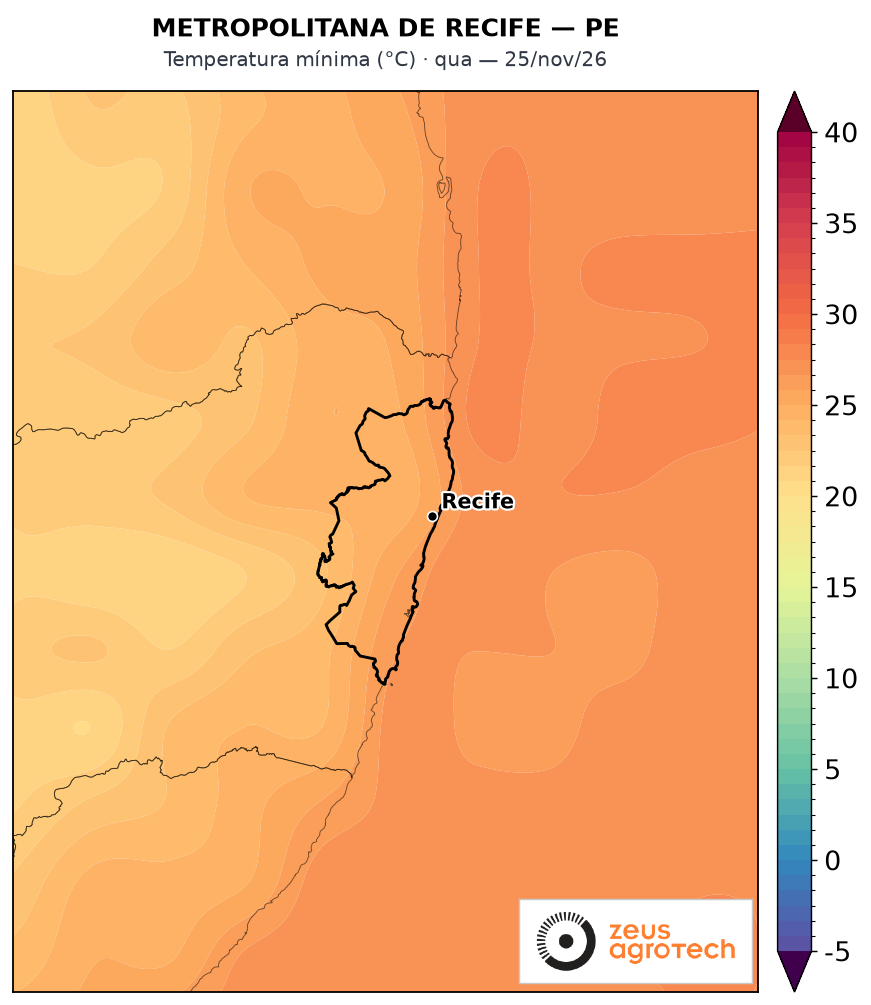 METROPOLITANA DE RECIFE — PE
Temperatura mínima (°C) · qua — 25/nov/26
40
35
30
25
20
15
10
5
0
-5
Recife
zeus
agrotech